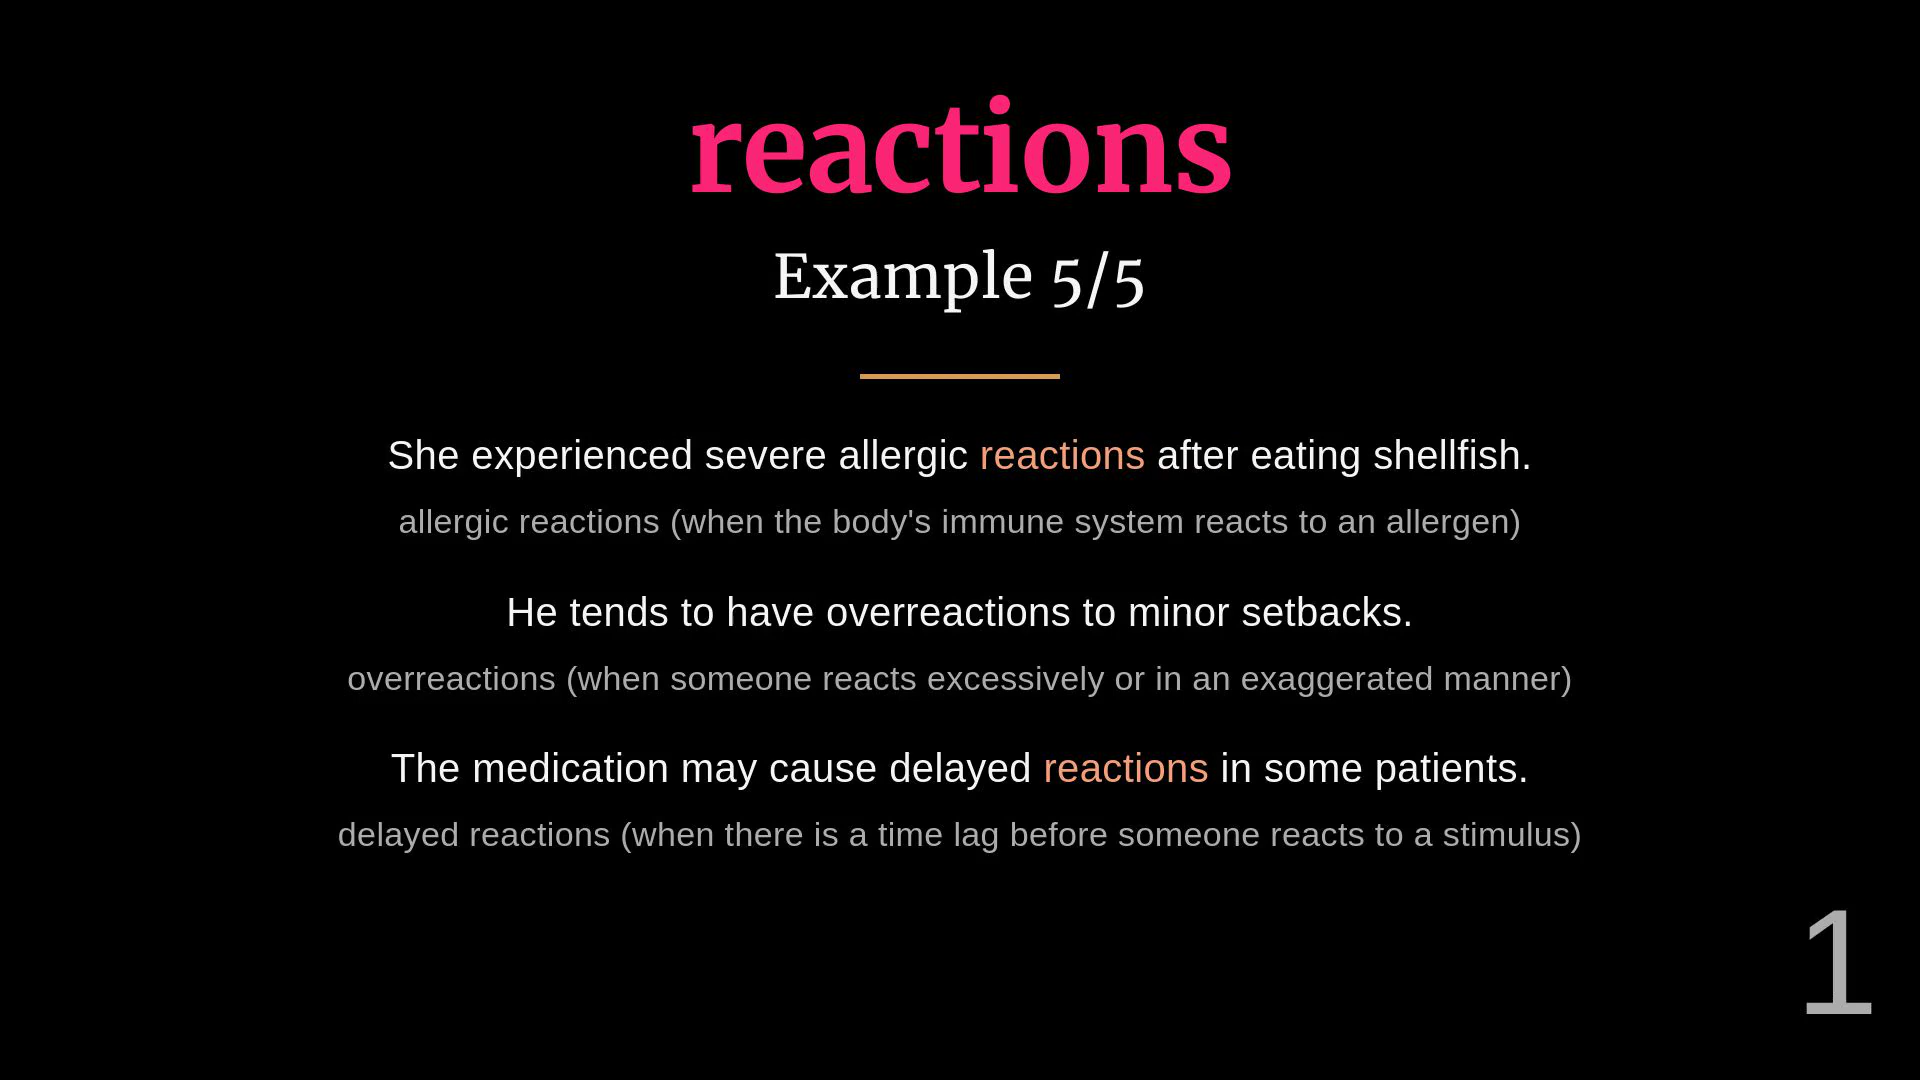 reactions
Example 5/5
She experienced severe allergic reactions after eating shellfish.
allergic reactions (when the body's immune system reacts to an allergen)
He tends to have overreactions to minor setbacks.
overreactions (when someone reacts excessively or in an exaggerated manner)
The medication may cause delayed reactions in some patients.
delayed reactions (when there is a time lag before someone reacts to a stimulus)
1